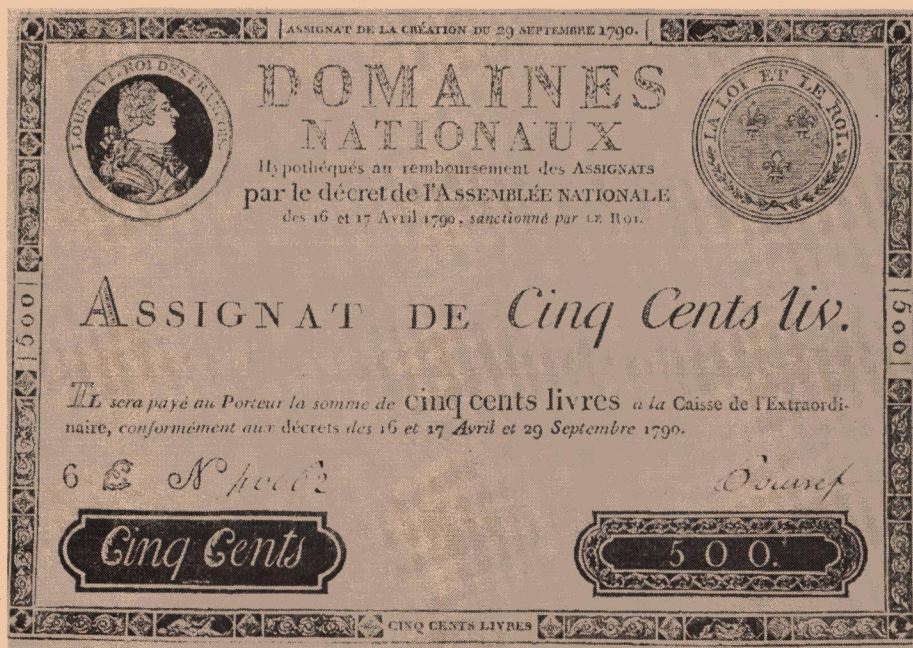 ASSIGNAT DE LA CRÉATION DU 29 SEPTEMBRE 1790.
LOUIS XVI. ROI DES FRANÇOIS.
DOMAINES
NATIONAUX
Hypothéqués au remboursement des ASSIGNATS
par le décret de l'ASSEMBLÉE NATIONALE
des 16 et 17 Avril 1790, sanctionné par LE ROI.
LA LOI ET LE ROI.
500
500
ASSIGNAT DE Cinq Cents liv.
IL sera payé au Porteur la somme de cinq cents livres a la Caisse de l'Extraordi-
naire, conformément aux décrets des 16 et 17 Avril et 29 Septembre 1790.
6 E N
Cinq Cents
500.
CINQ CENTS LIVRES